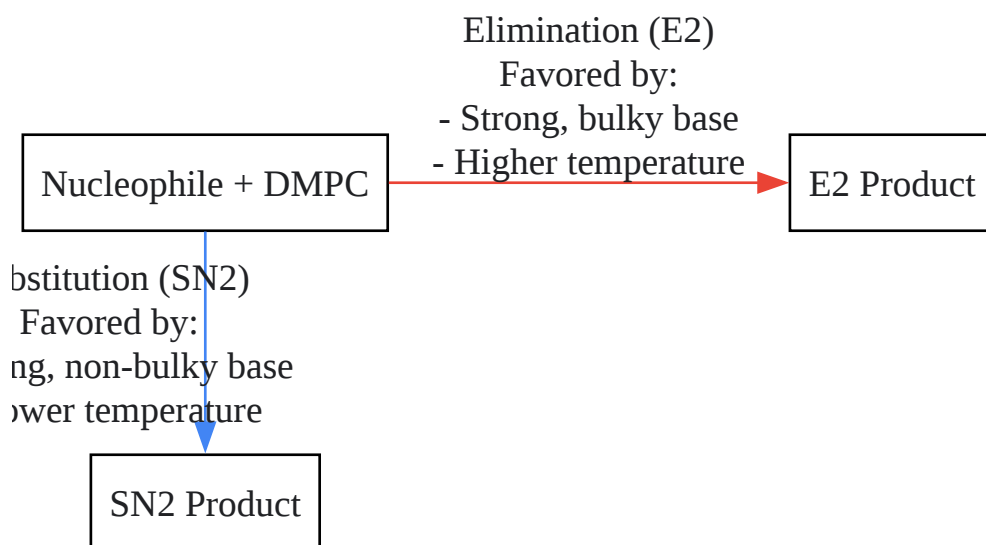 Elimination (E2)
Favored by:
- Strong, bulky base
- Higher temperature
Nucleophile + DMPC
E2 Product
bstitution (SN2)
Favored by:
ng, non-bulky base
ower temperature
SN2 Product